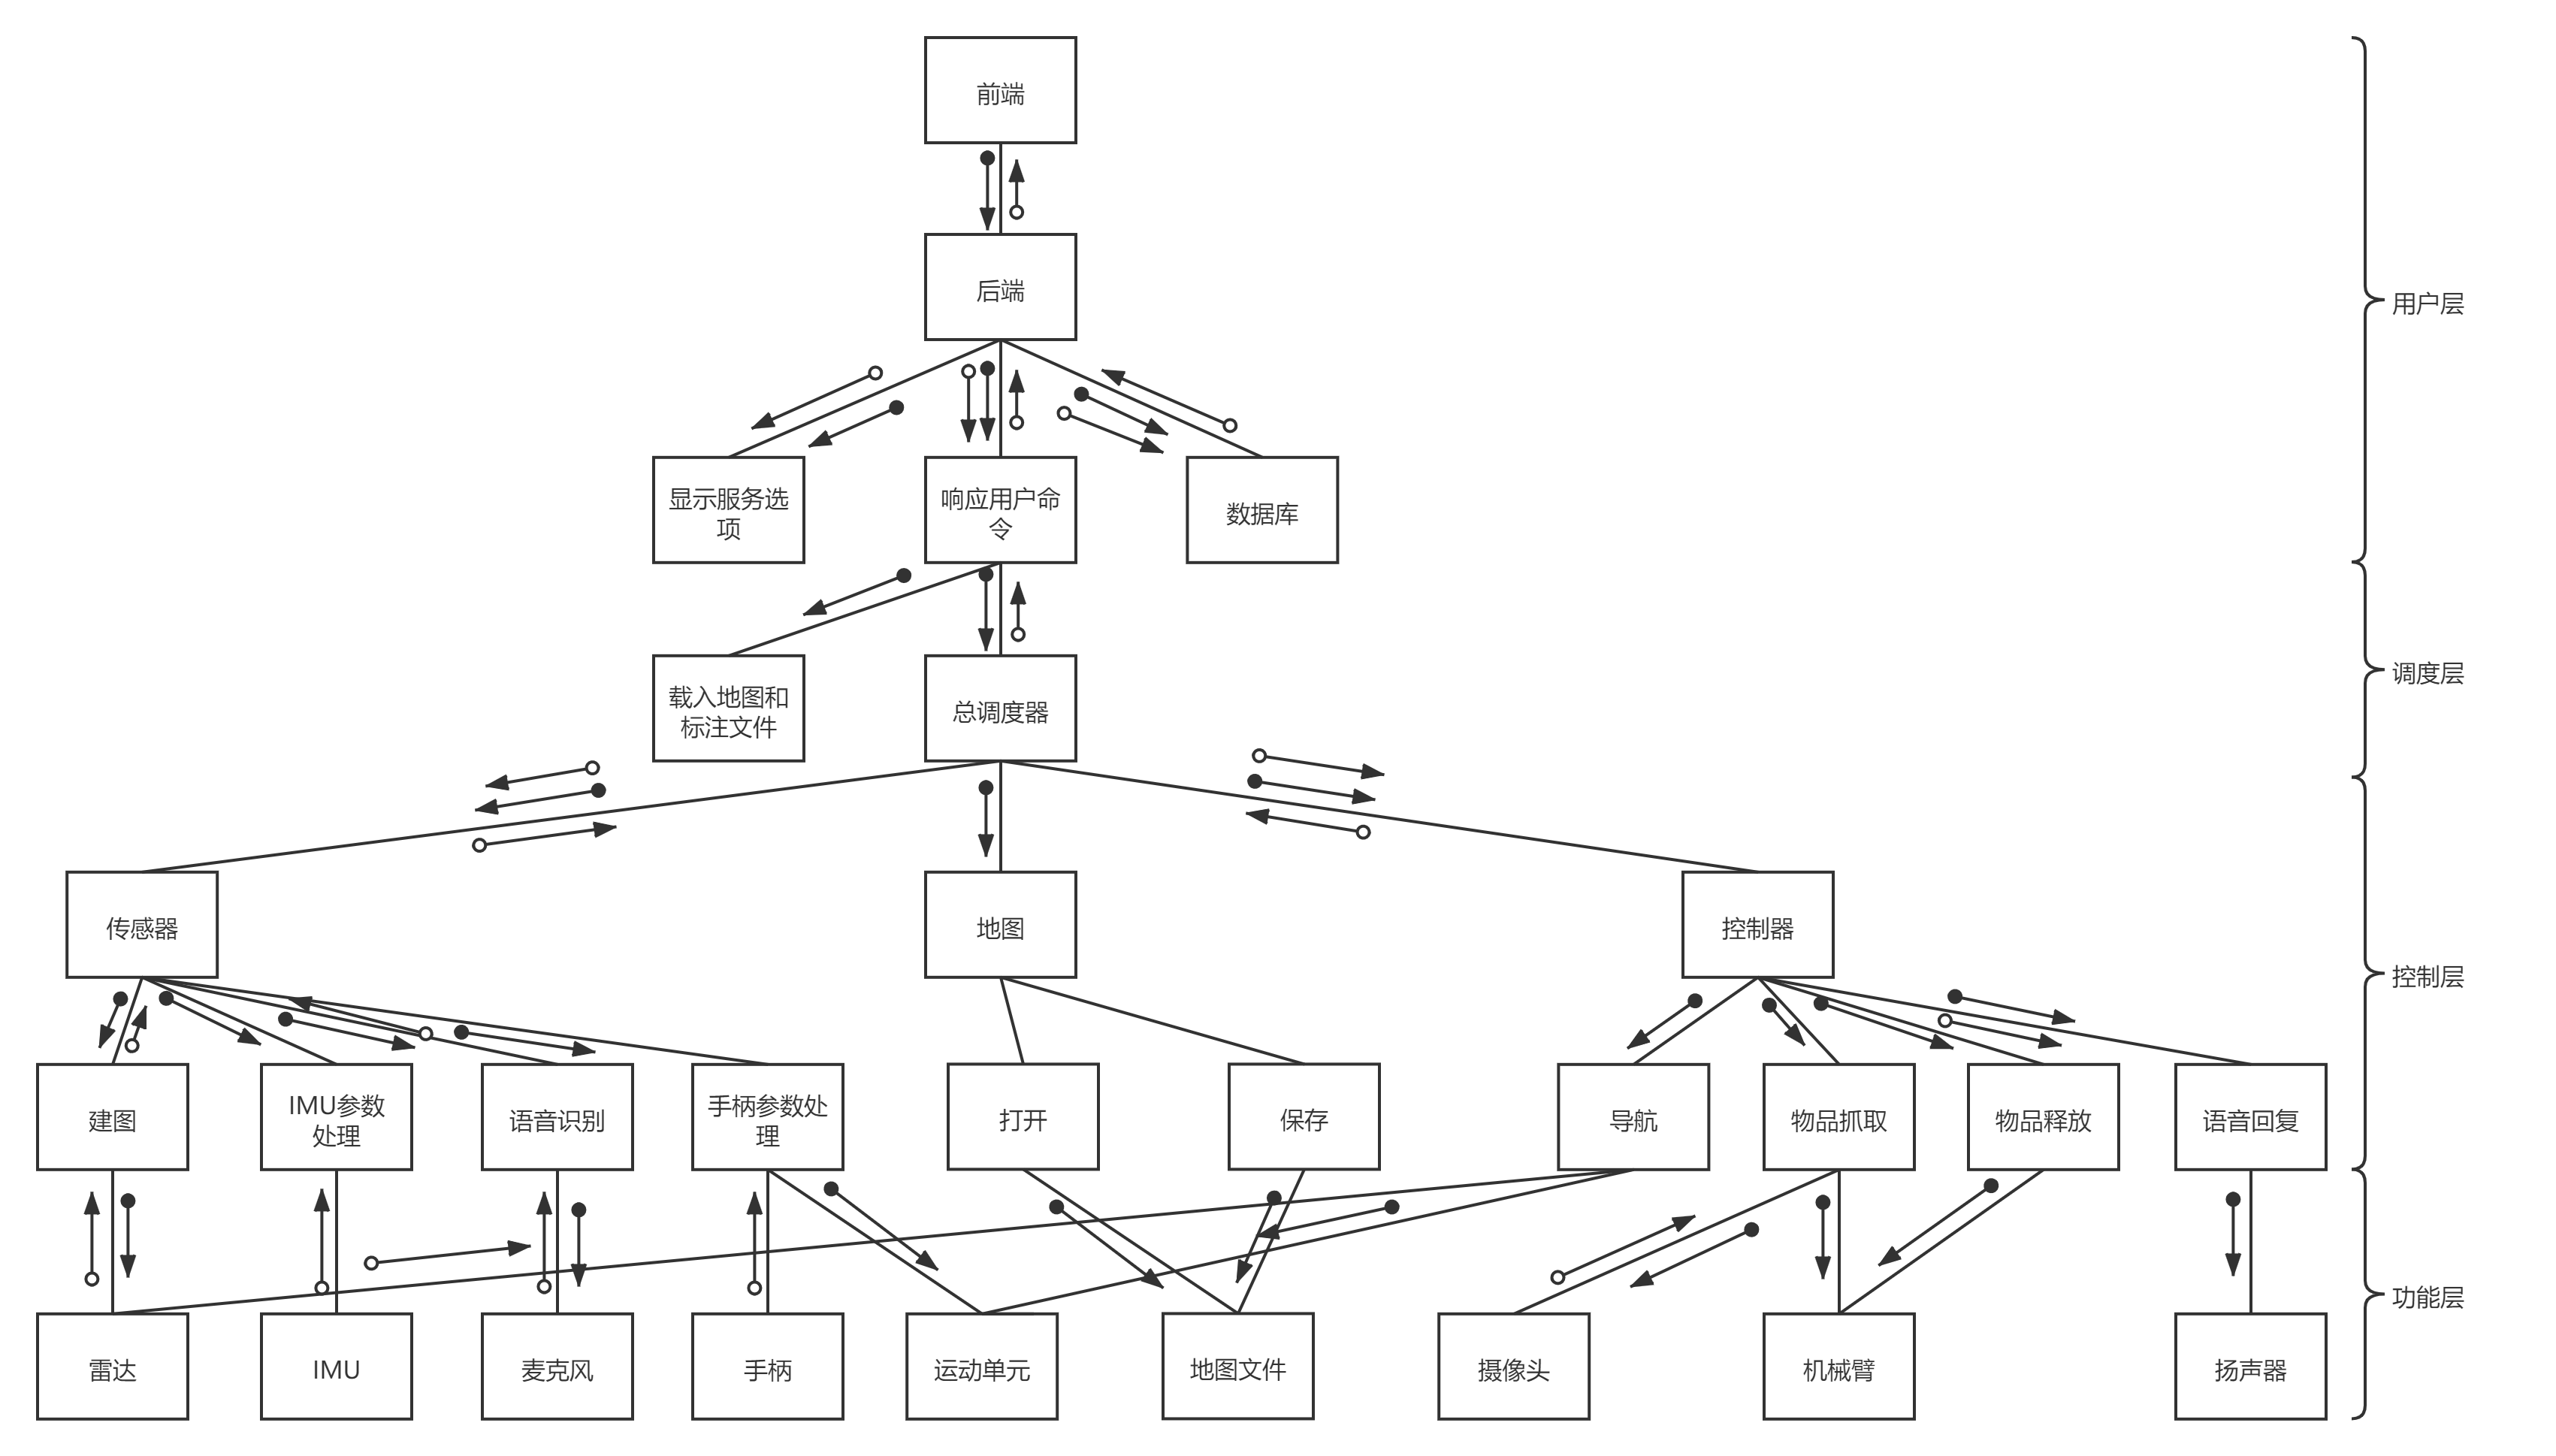 前端
后端
用户层
显示服务选
项
响应用户命
令
数据库
载入地图和
标注文件
总调度器
调度层
传感器
地图
控制器
控制层
建图
IMU参数
处理
语音识别
手柄参数处
理
打开
保存
导航
物品抓取
物品释放
语音回复
功能层
雷达
IMU
麦克风
手柄
运动单元
地图文件
摄像头
机械臂
扬声器